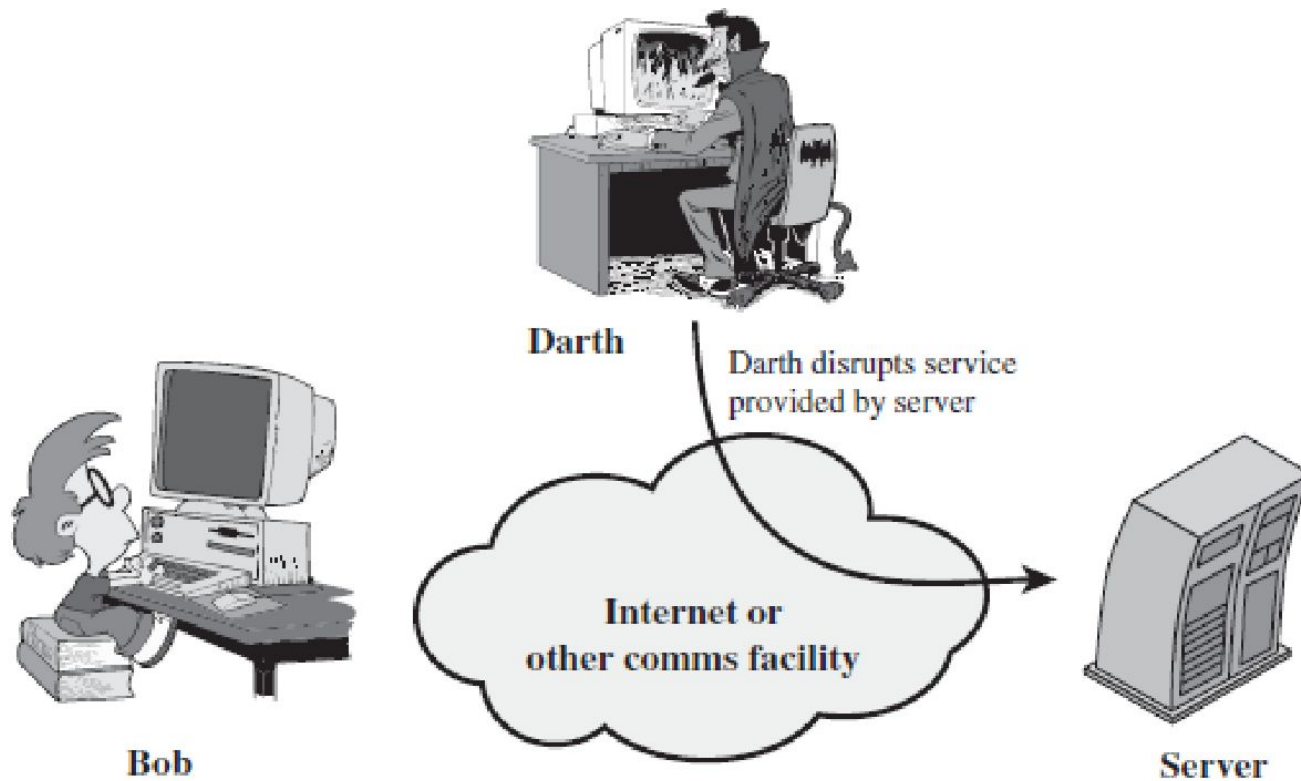 Darth
Darth disrupts service
provided by server
Internet or
other comms facility
Bob
Server